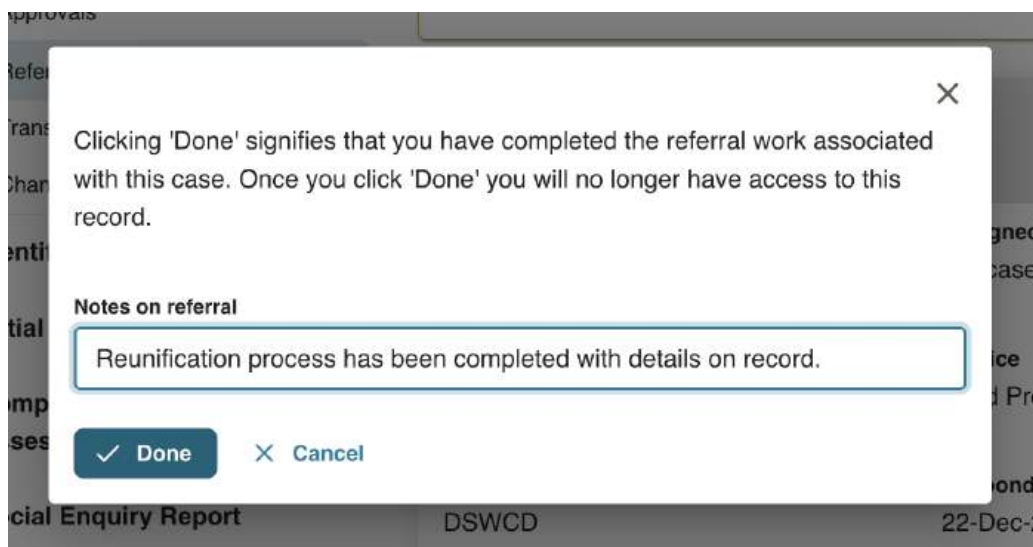 Approvals
Clicking 'Done' signifies that you have completed the referral work associated
with this case. Once you click 'Done' you will no longer have access to this
record.
Notes on referral
Reunification process has been completed with details on record.
Done
Cancel
Enquiry Report
DSWCD
22-Dec-